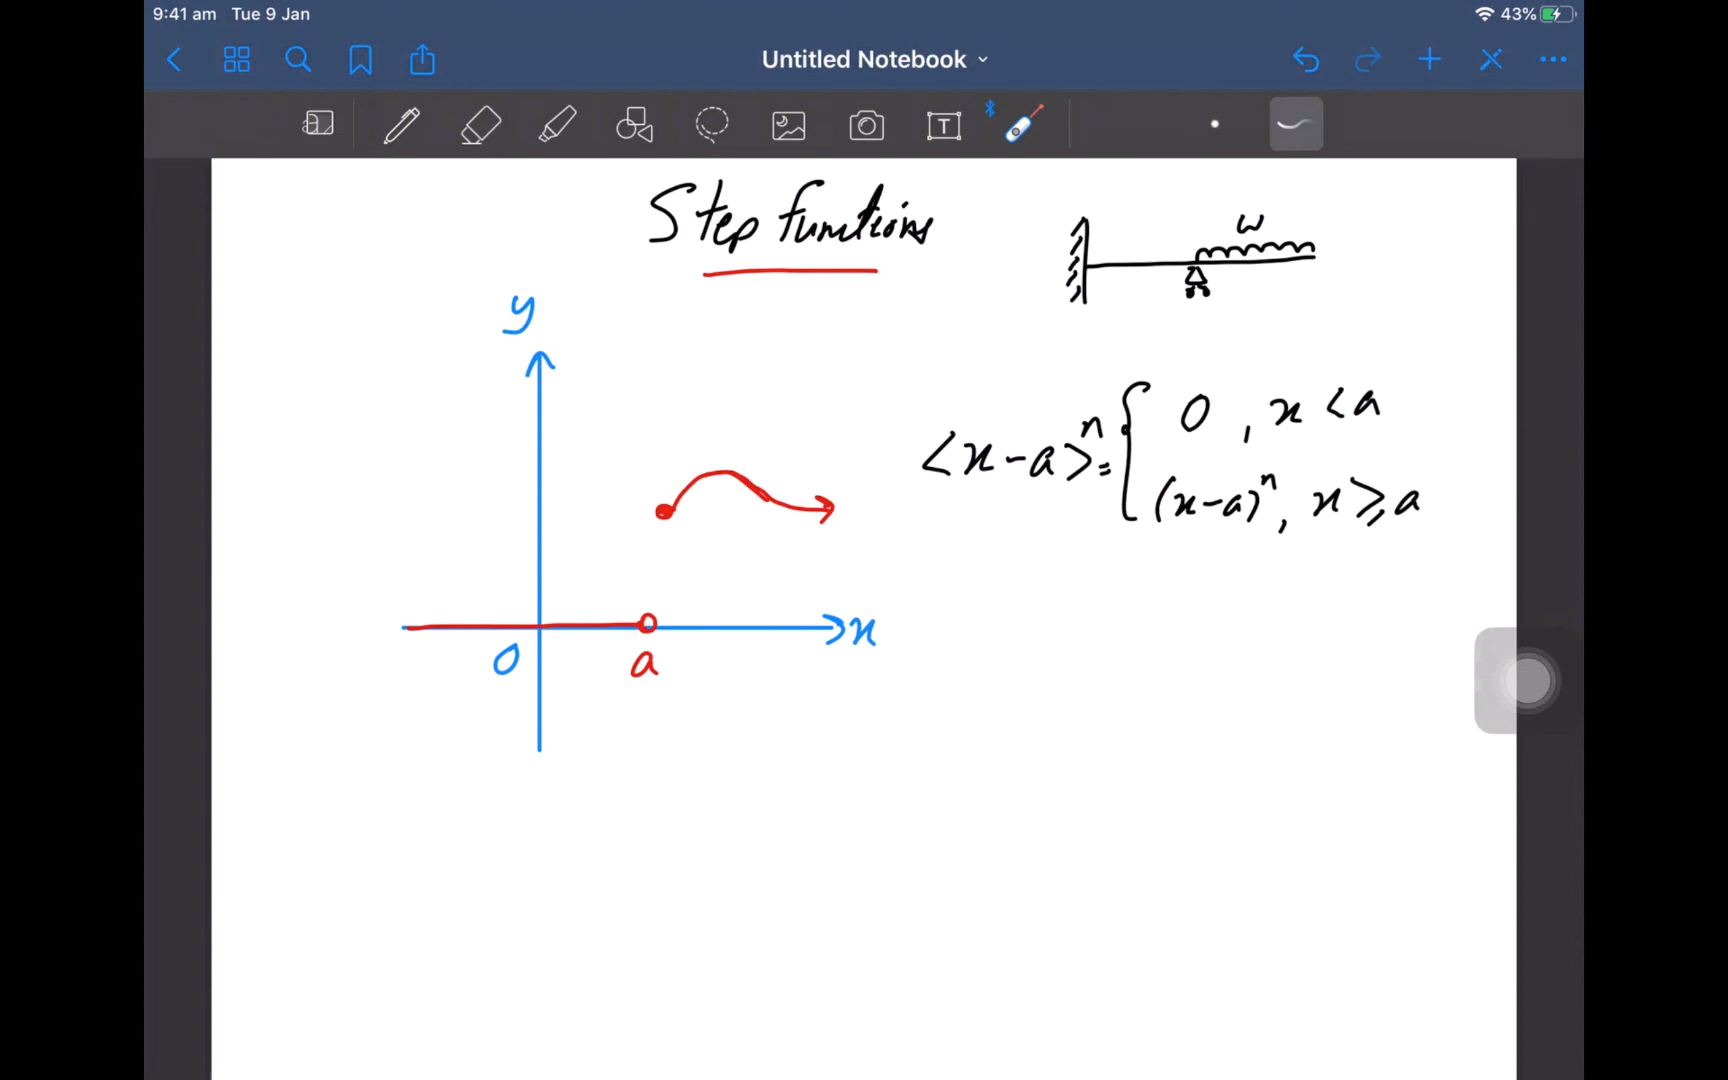 9:41 am Tue 9 Jan
43%
Untitled Notebook
a
T
Step functions
w
y
<x-a>ⁿ = { 0 , x < a
(x-a)ⁿ , x ⩾ a
x
0
a